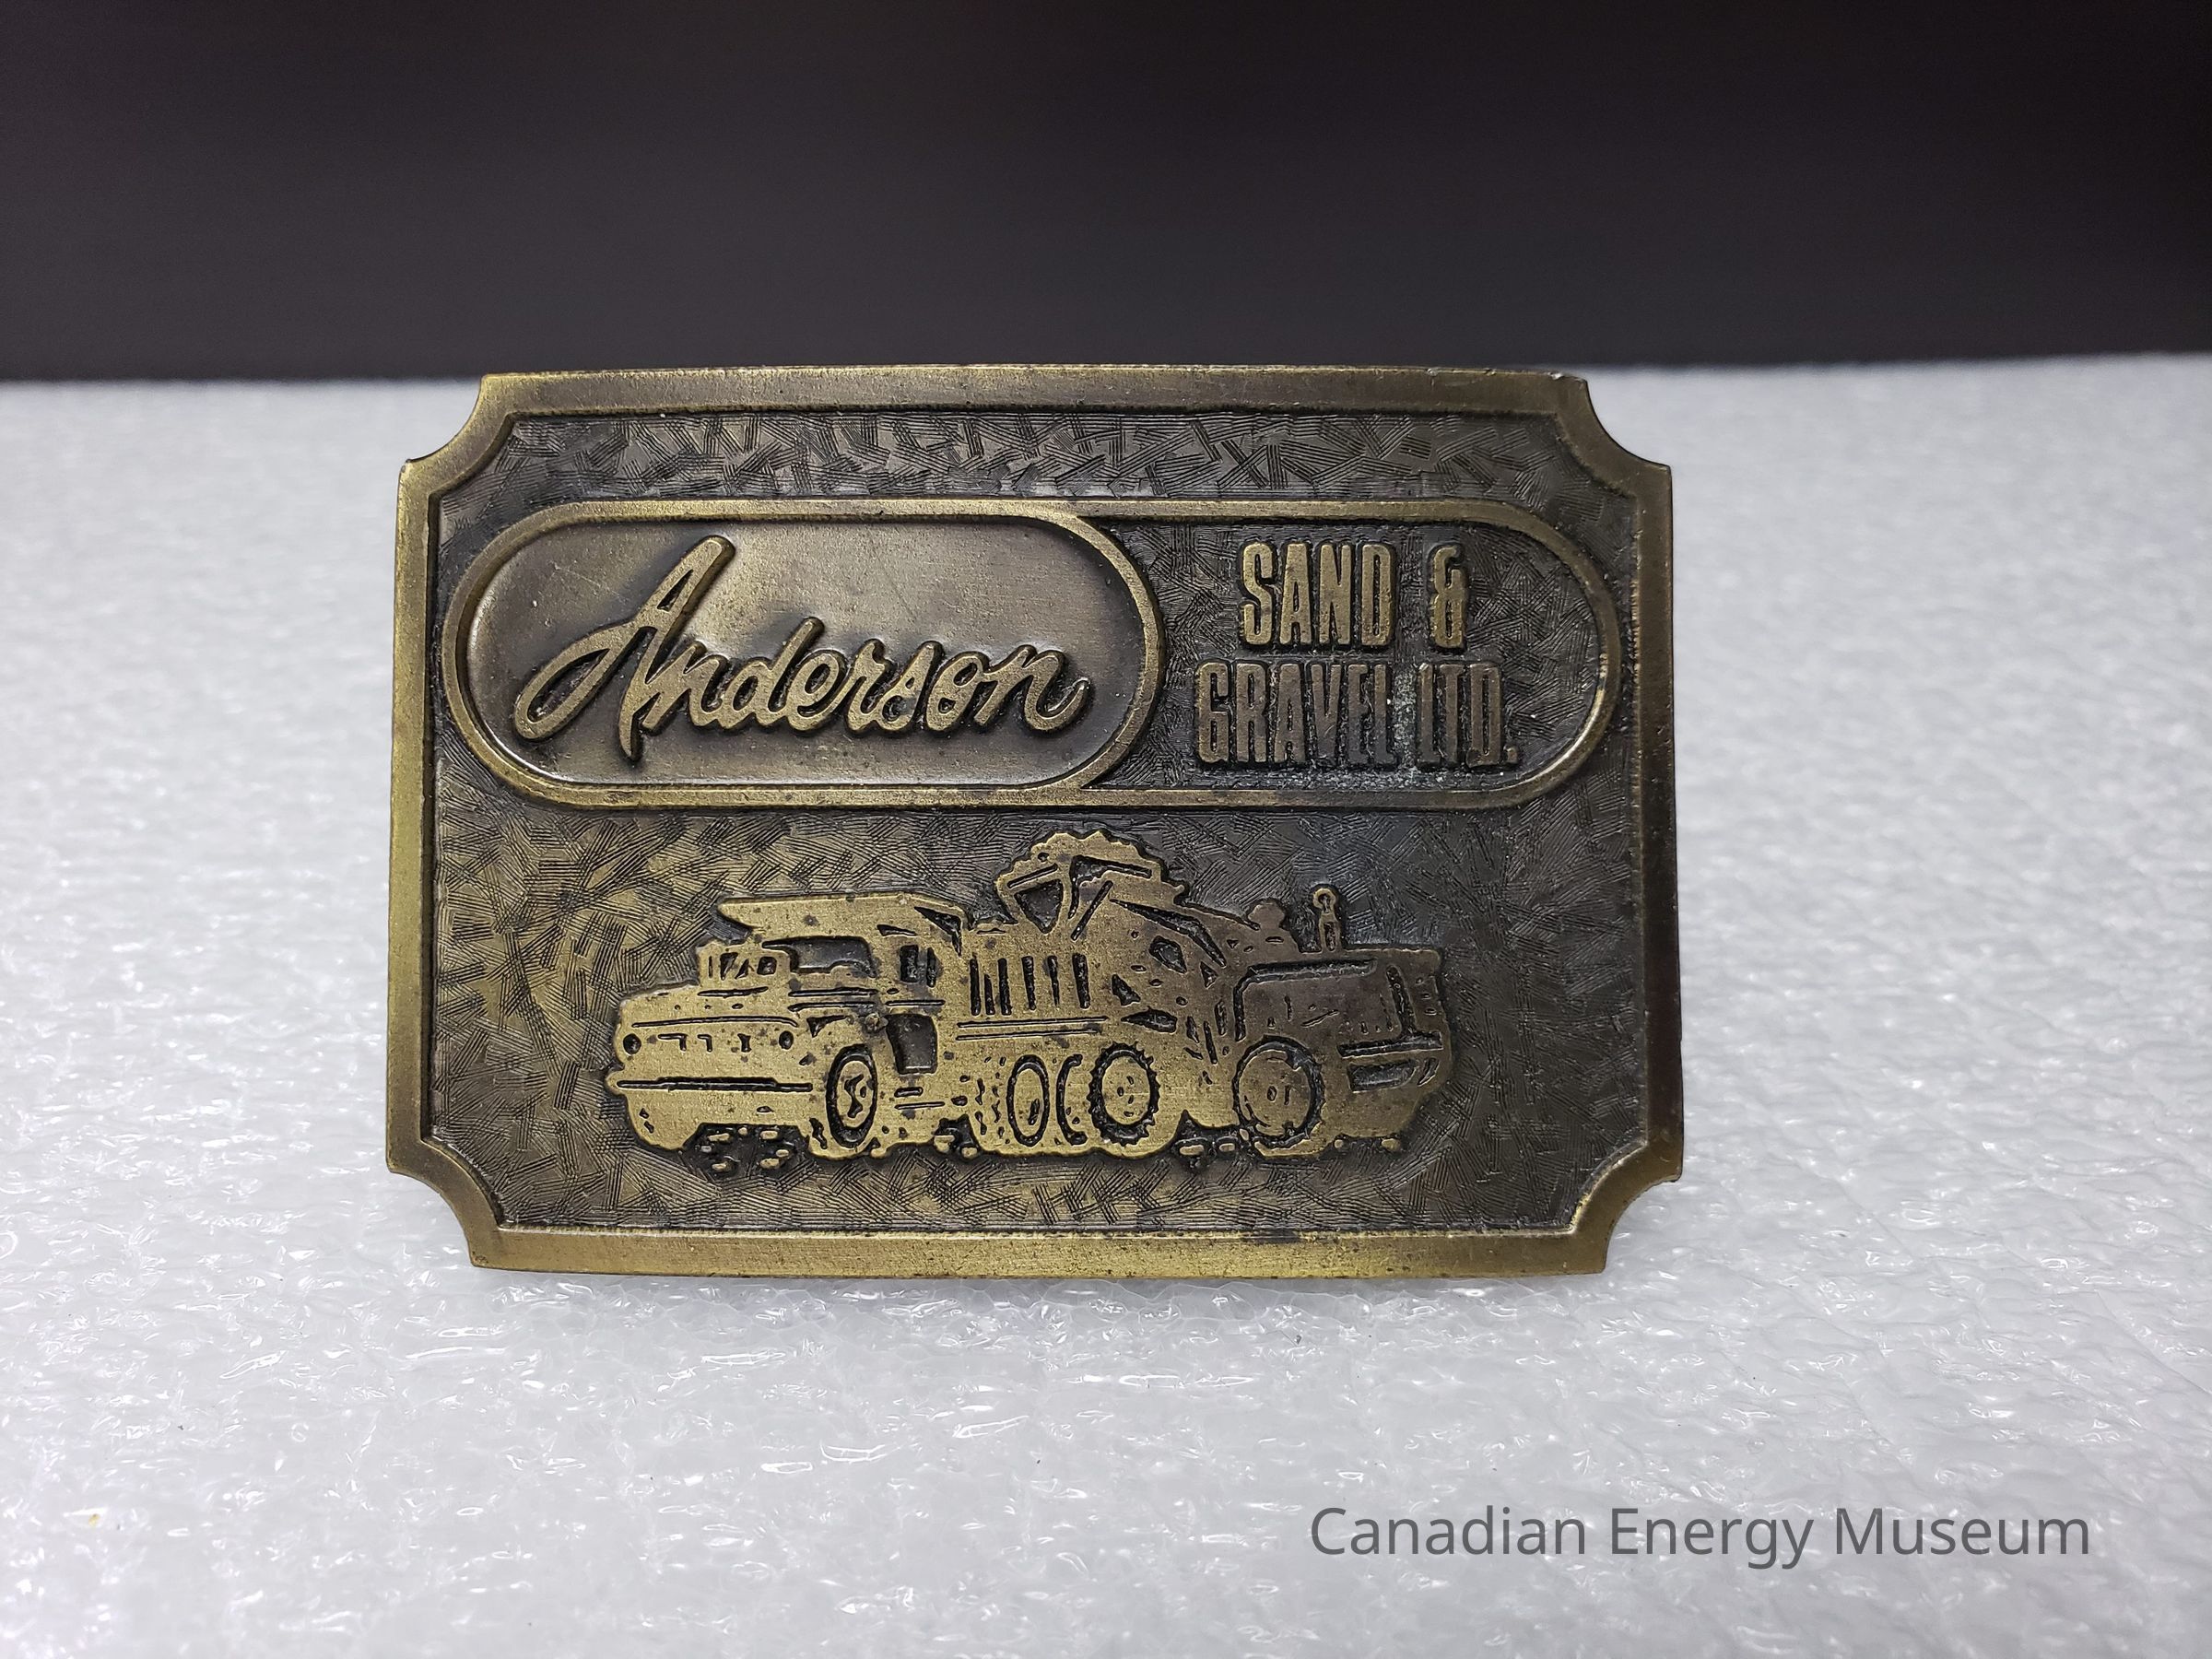 Anderson
SAND &
GRAVEL LTD.
Canadian Energy Museum